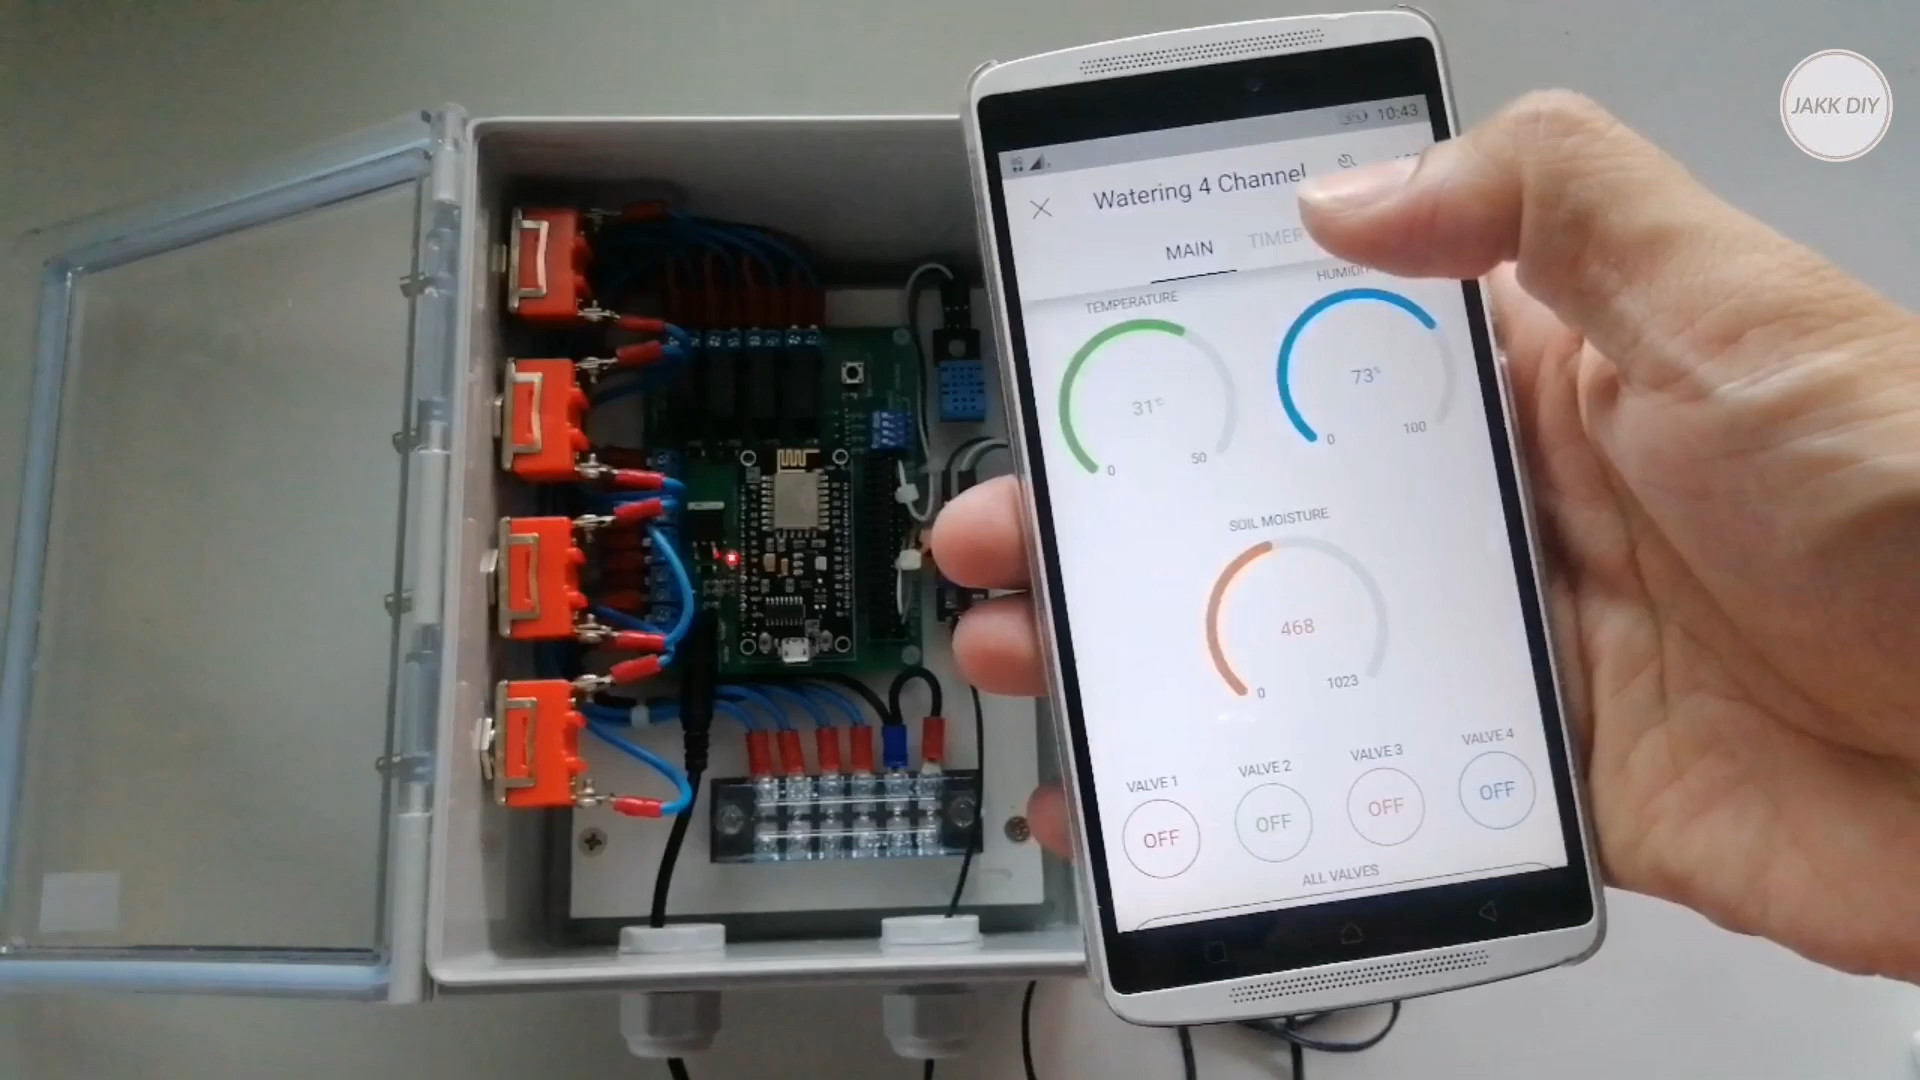 JAKK DIY
10:43
Watering 4 Channel
MAIN TIMER
TEMPERATURE
31°C
0 50
73%
0 100
SOIL MOISTURE
468
0 1023
VALVE 1 VALVE 2 VALVE 3 VALVE 4
OFF OFF OFF OFF
ALL VALVES